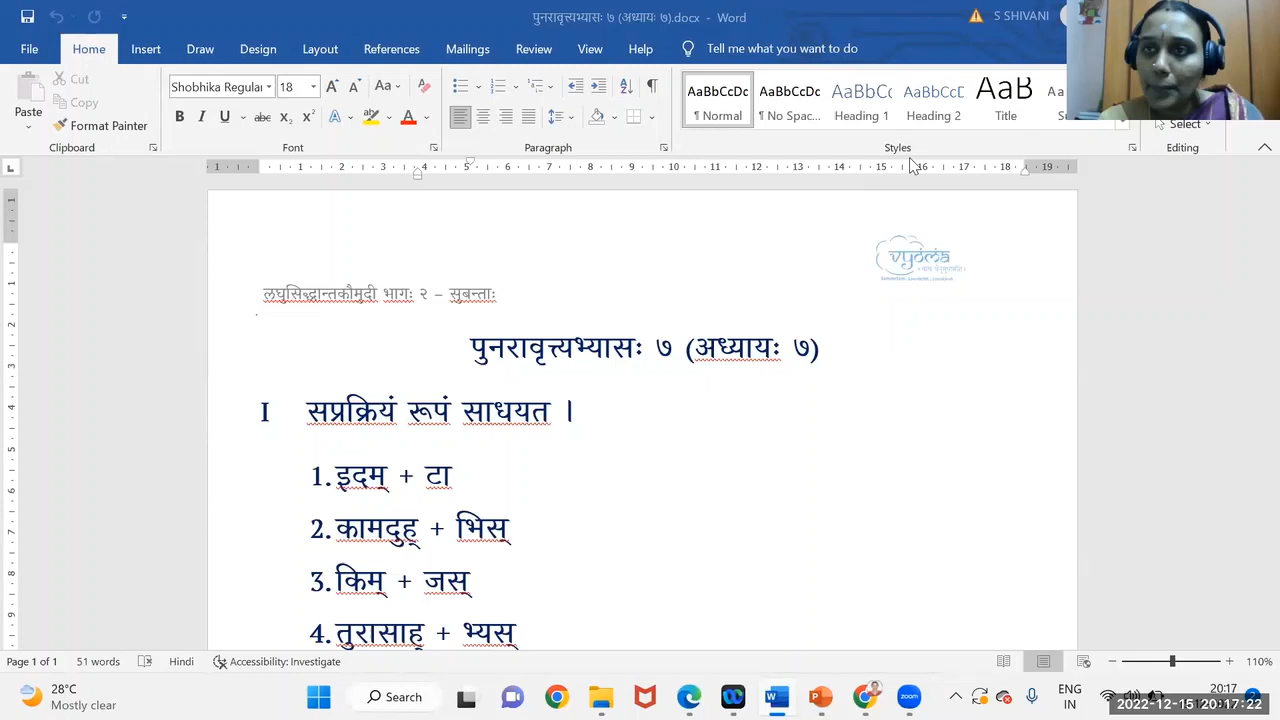 पुनरावृत्त्यभ्यासः ७ (अध्यायः ७).docx - Word
S SHIVANI
File Home Insert Draw Design Layout References Mailings Review View Help Tell me what you want to do
Paste
Cut
Copy
Format Painter
Clipboard
Shobhika Regular 18
Font
Paragraph
AaBbCcDc AaBbCcDc AaBbCc AaBbCcD AaB
¶ Normal ¶ No Spac... Heading 1 Heading 2 Title
Styles
Select
Editing
vyoma
लघुसिद्धान्तकौमुदी भागः २ – सुबन्ताः
पुनरावृत्त्यभ्यासः ७ (अध्यायः ७)
I सप्रक्रियं रूपं साधयत ।
1. इदम् + टा
2. कामदुह् + भिस्
3. किम् + जस्
4. तुरासाह् + भ्यस्
Page 1 of 1 51 words Hindi Accessibility: Investigate 110%
28°C
Mostly clear
Search
ENG
IN
20:17
2022-12-15 20:17:22